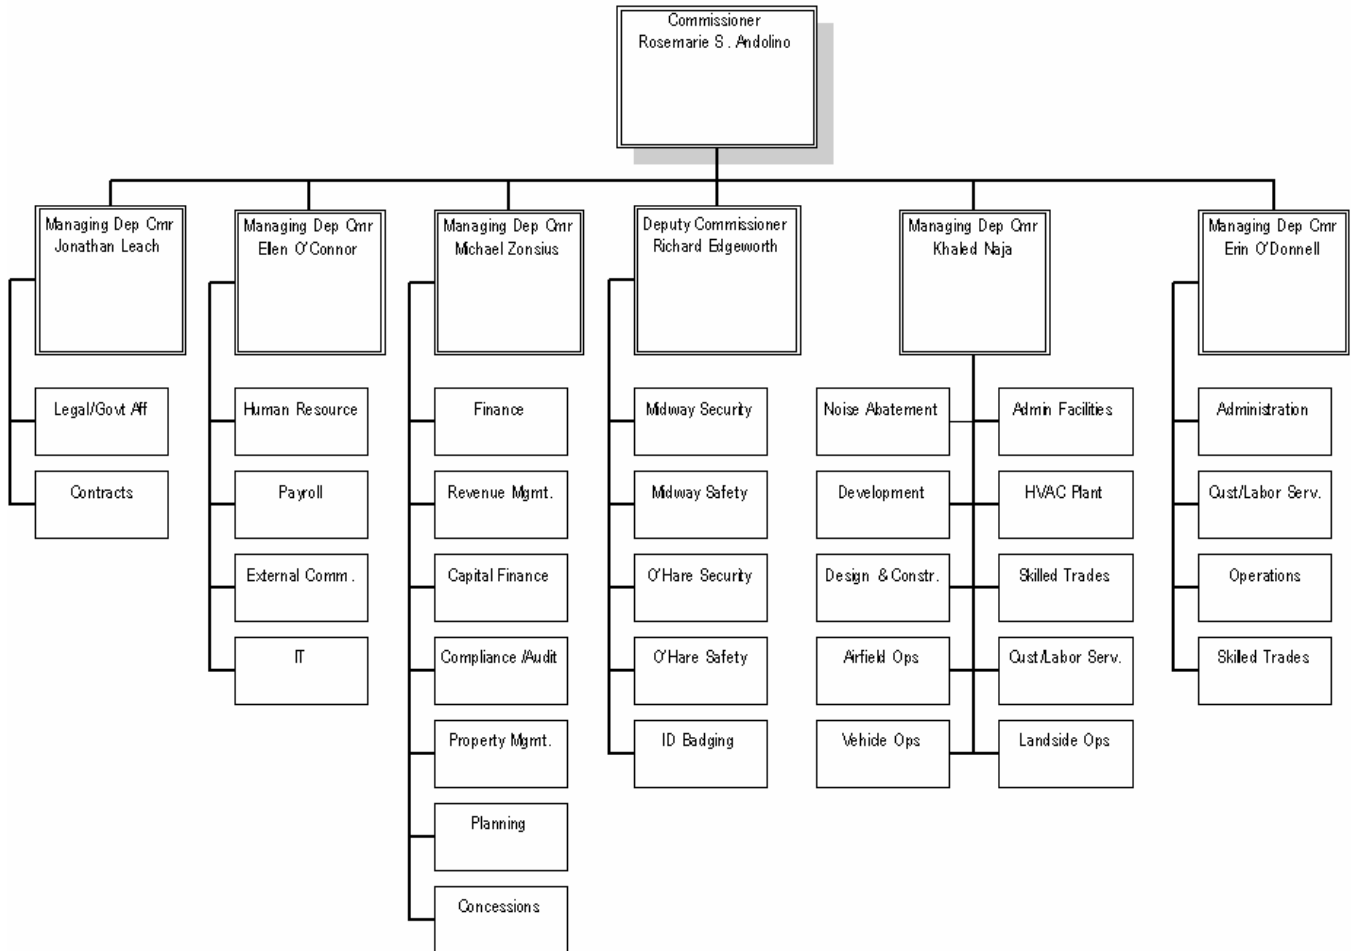 Commissioner
Rosemarie S. Andolino
Managing Dep Cmr
Jonathan Leach
Managing Dep Cmr
Ellen O'Connor
Managing Dep Cmr
Michael Zonsius
Deputy Commissioner
Richard Edgeworth
Managing Dep Cmr
Khaled Naja
Managing Dep Cmr
Erin O'Donnell
Legal/Govt Aff
Contracts
Human Resource
Payroll
External Comm.
IT
Finance
Revenue Mgmt.
Capital Finance
Compliance /Audit
Property Mgmt.
Planning
Concessions
Midway Security
Midway Safety
O'Hare Security
O'Hare Safety
ID Badging
Noise Abatement
Development
Design & Constr.
Airfield Ops
Vehicle Ops
Admin Facilities
HVAC Plant
Skilled Trades
Cust/Labor Serv.
Landside Ops
Administration
Cust/Labor Serv.
Operations
Skilled Trades